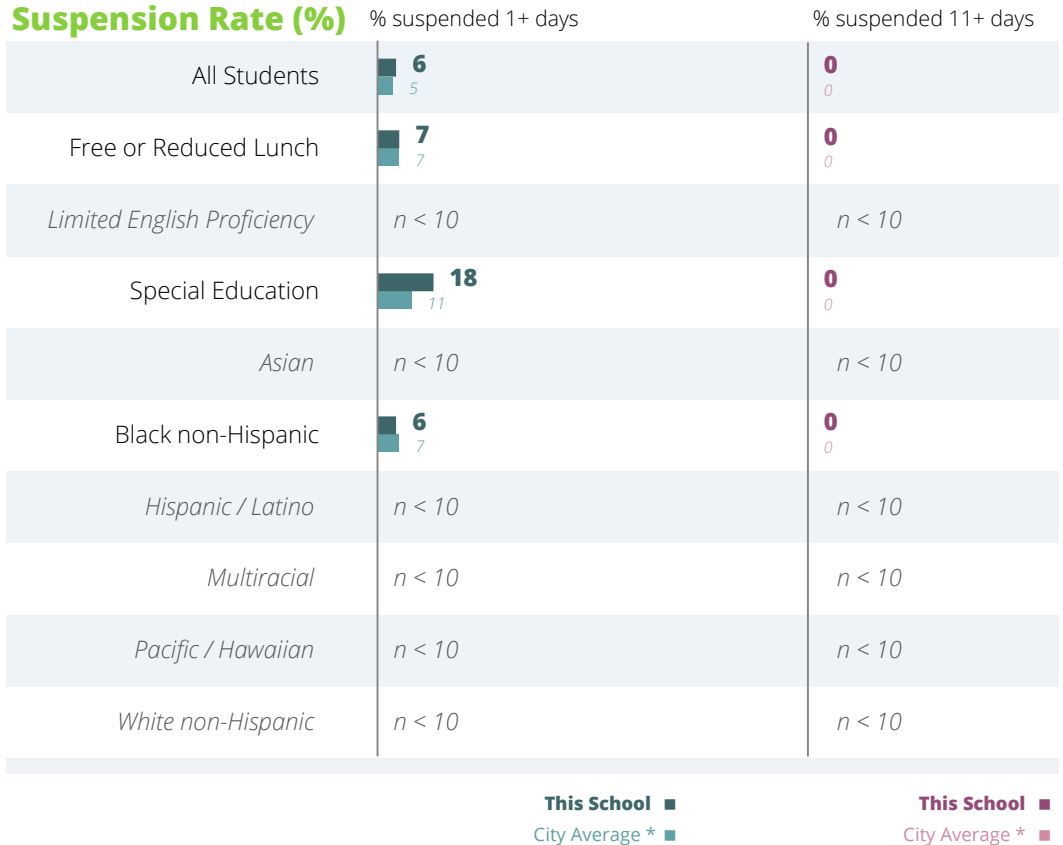 Suspension Rate (%) % suspended 1+ days % suspended 11+ days
All Students 6 0
5 0
Free or Reduced Lunch 7 0
7 0
Limited English Proficiency n < 10 n < 10
Special Education 18 0
11 0
Asian n < 10 n < 10
Black non-Hispanic 6 0
7 0
Hispanic / Latino n < 10 n < 10
Multiracial n < 10 n < 10
Pacific / Hawaiian n < 10 n < 10
White non-Hispanic n < 10 n < 10
This School This School
City Average * City Average *